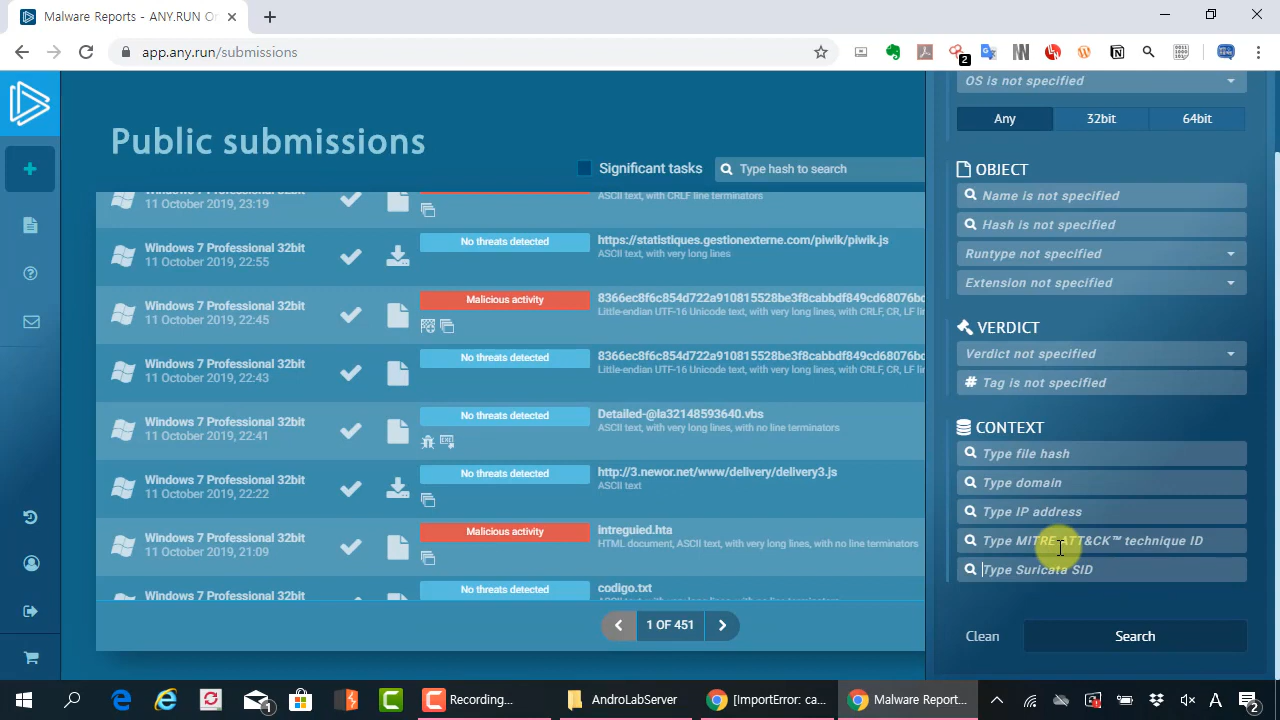 Malware Reports - ANY.RUN Or
app.any.run/submissions
2
Public submissions
Significant tasks
Type hash to search
Windows 7 Professional 32bit
11 October 2019, 23:19
ASCII text, with CRLF line terminators
Windows 7 Professional 32bit
11 October 2019, 22:55
No threats detected
https://statistiques.gestionexterne.com/piwik/piwik.js
ASCII text, with very long lines
Windows 7 Professional 32bit
11 October 2019, 22:45
Malicious activity
8366ec8f6c854d722a910815528be3f8cabbdf849cd68076bd
Little-endian UTF-16 Unicode text, with very long lines, with CRLF, CR, LF li
Windows 7 Professional 32bit
11 October 2019, 22:43
No threats detected
8366ec8f6c854d722a910815528be3f8cabbdf849cd68076bd
Little-endian UTF-16 Unicode text, with very long lines, with CRLF, CR, LF li
Windows 7 Professional 32bit
11 October 2019, 22:41
No threats detected
Detailed-@la32148593640.vbs
ASCII text, with very long lines, with no line terminators
Windows 7 Professional 32bit
11 October 2019, 22:22
No threats detected
http://3.newor.net/www/delivery/delivery3.js
ASCII text
Windows 7 Professional 32bit
11 October 2019, 21:09
Malicious activity
intreguied.hta
HTML document, ASCII text, with very long lines, with no line terminators
Windows 7 Professional 32bit
No threats detected
codigo.txt
1 OF 451
OS is not specified
Any
32bit
64bit
OBJECT
Name is not specified
Hash is not specified
Runtype not specified
Extension not specified
VERDICT
Verdict not specified
# Tag is not specified
CONTEXT
Type file hash
Type domain
Type IP address
Type MITRE ATT&CK™ technique ID
Type Suricata SID
Clean
Search
1
Recording...
AndroLabServer
[ImportError: ca...
Malware Report...
A
2